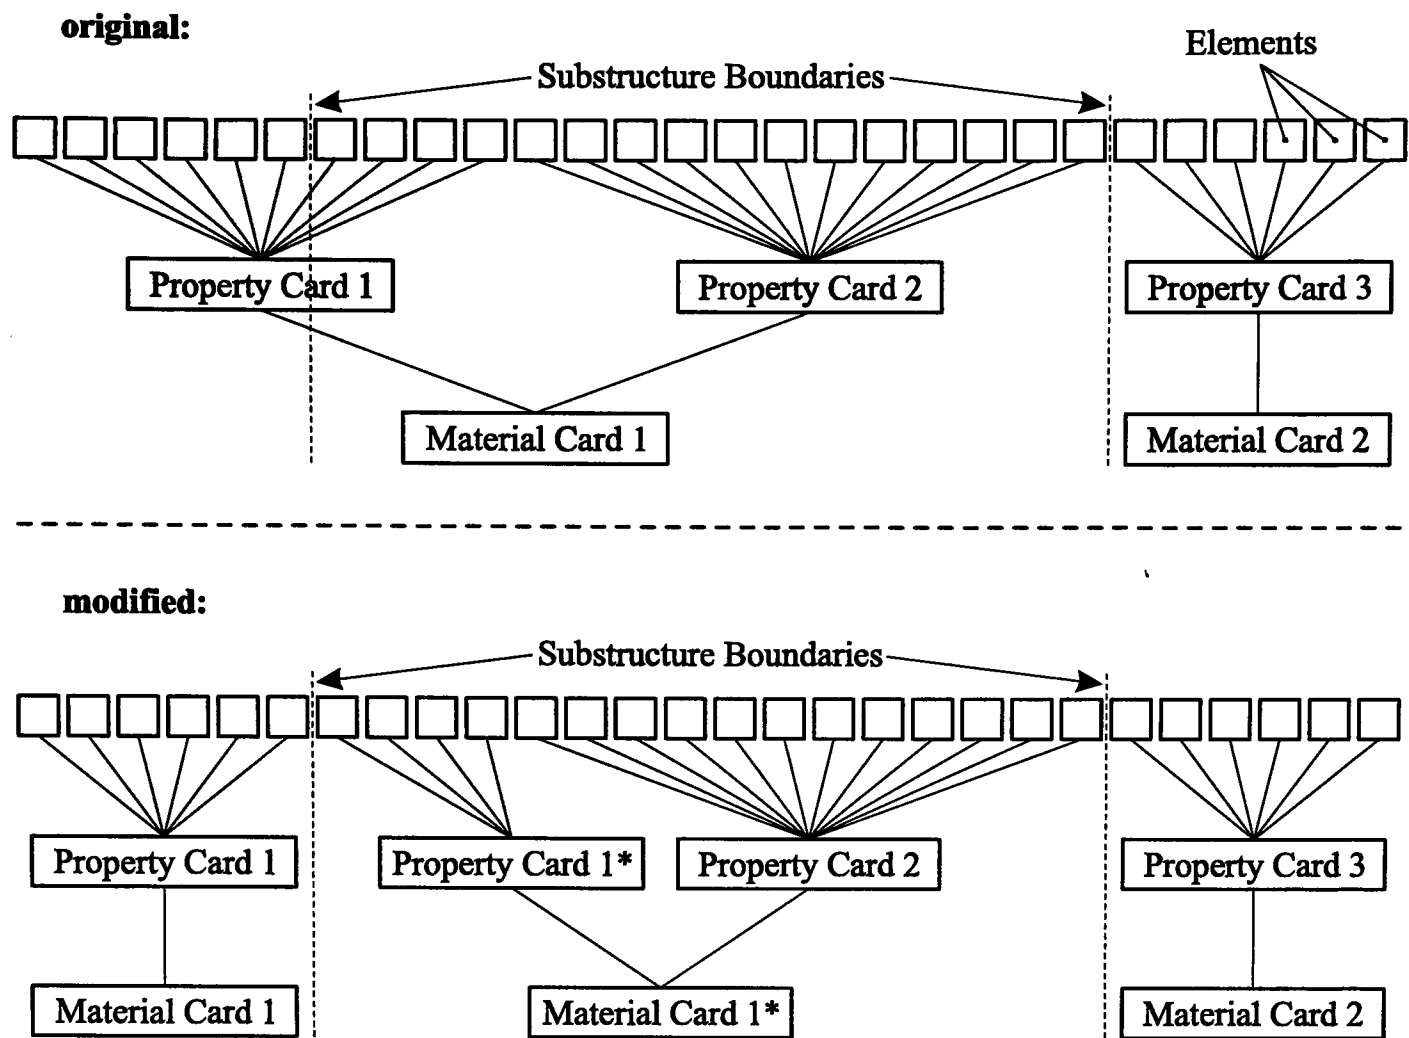 original:
Elements
Substructure Boundaries
Property Card 1
Property Card 2
Property Card 3
Material Card 1
Material Card 2
modified:
Substructure Boundaries
Property Card 1
Property Card 1*
Property Card 2
Property Card 3
Material Card 1
Material Card 1*
Material Card 2